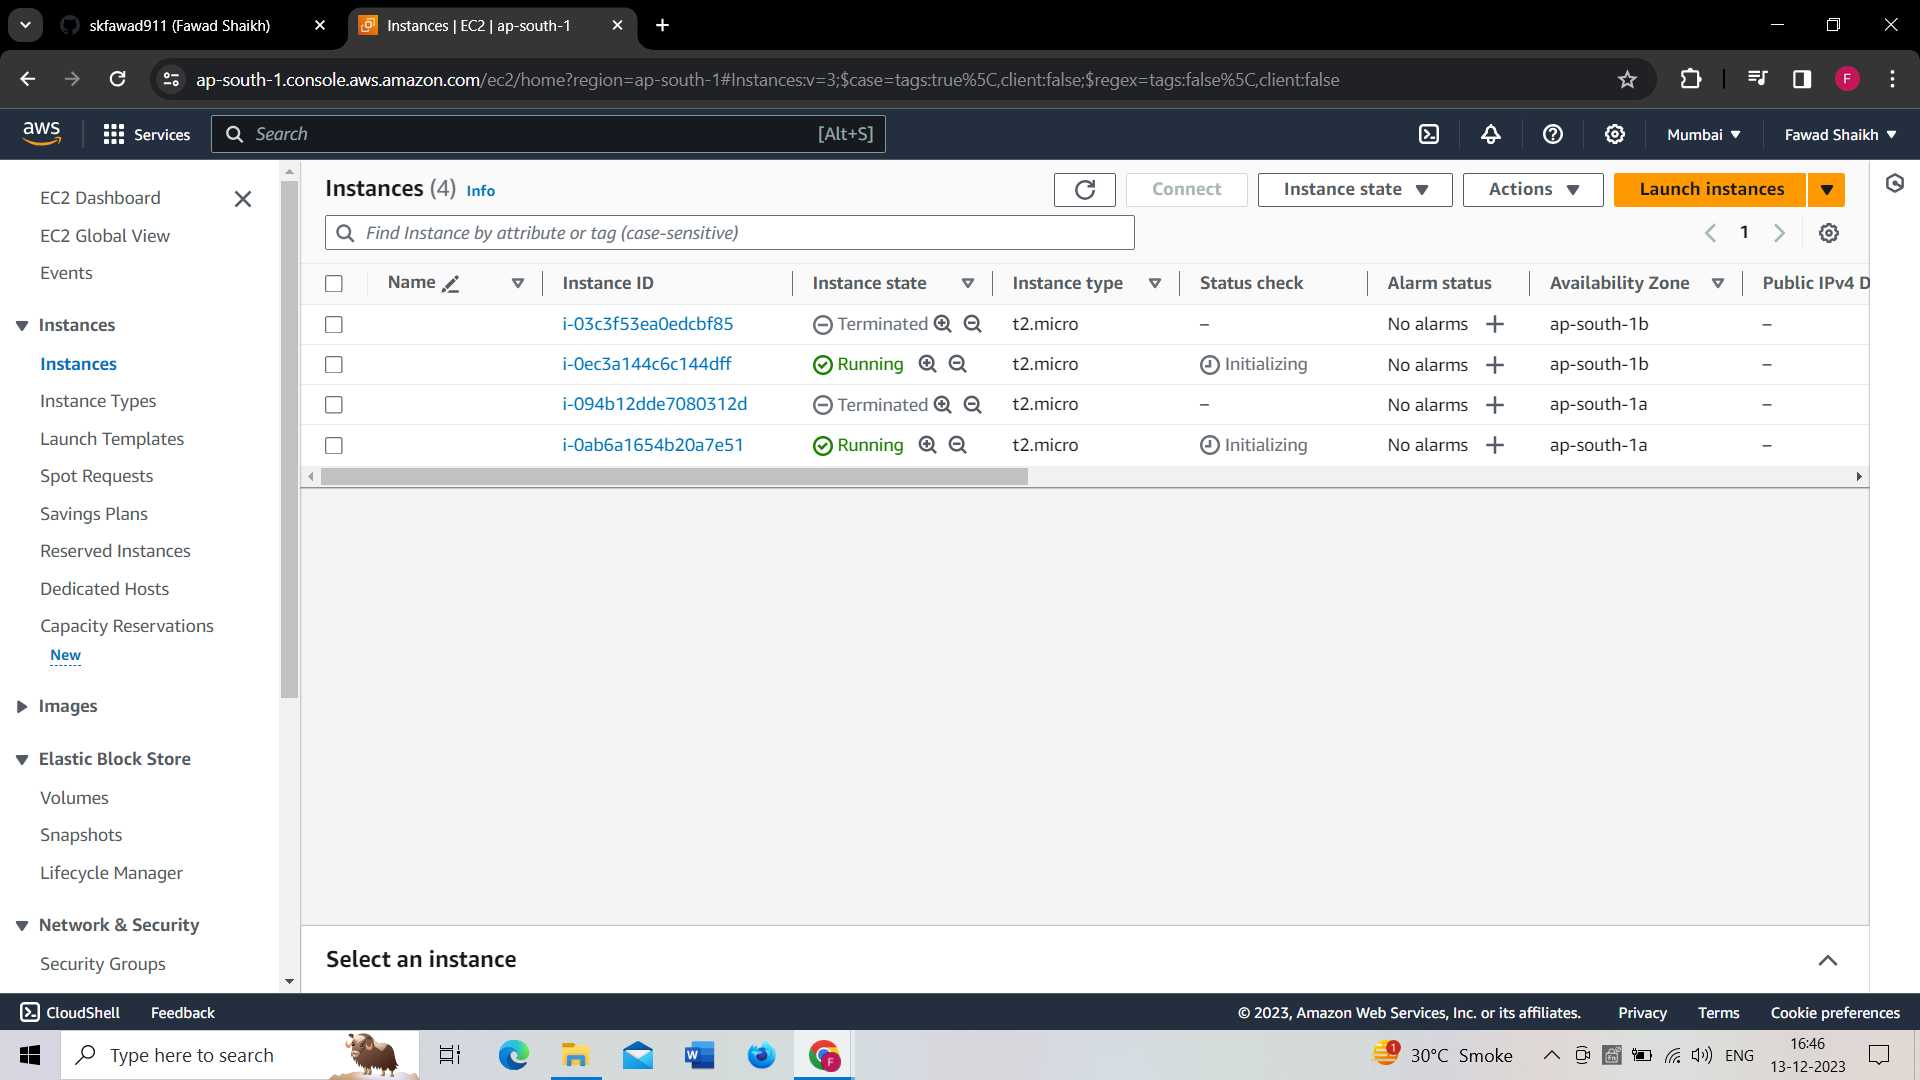 skfawad911 (Fawad Shaikh)
Instances | EC2 | ap-south-1
ap-south-1.console.aws.amazon.com/ec2/home?region=ap-south-1#Instances:v=3;$case=tags:true%5C,client:false;$regex=tags:false%5C,client:false
F
aws
Services
Search
[Alt+S]
Mumbai
Fawad Shaikh
EC2 Dashboard
EC2 Global View
Events
Instances
Instances
Instance Types
Launch Templates
Spot Requests
Savings Plans
Reserved Instances
Dedicated Hosts
Capacity Reservations
New
Images
Elastic Block Store
Volumes
Snapshots
Lifecycle Manager
Network & Security
Security Groups
Instances (4) Info
Connect
Instance state
Actions
Launch instances
Find Instance by attribute or tag (case-sensitive)
1
Name Instance ID Instance state Instance type Status check Alarm status Availability Zone Public IPv4 D
i-03c3f53ea0edcbf85 Terminated t2.micro – No alarms + ap-south-1b –
i-0ec3a144c6c144dff Running t2.micro Initializing No alarms + ap-south-1b –
i-094b12dde7080312d Terminated t2.micro – No alarms + ap-south-1a –
i-0ab6a1654b20a7e51 Running t2.micro Initializing No alarms + ap-south-1a –
Select an instance
CloudShell
Feedback
© 2023, Amazon Web Services, Inc. or its affiliates.
Privacy
Terms
Cookie preferences
Type here to search
W
F
1
30°C Smoke
ENG
16:46
13-12-2023